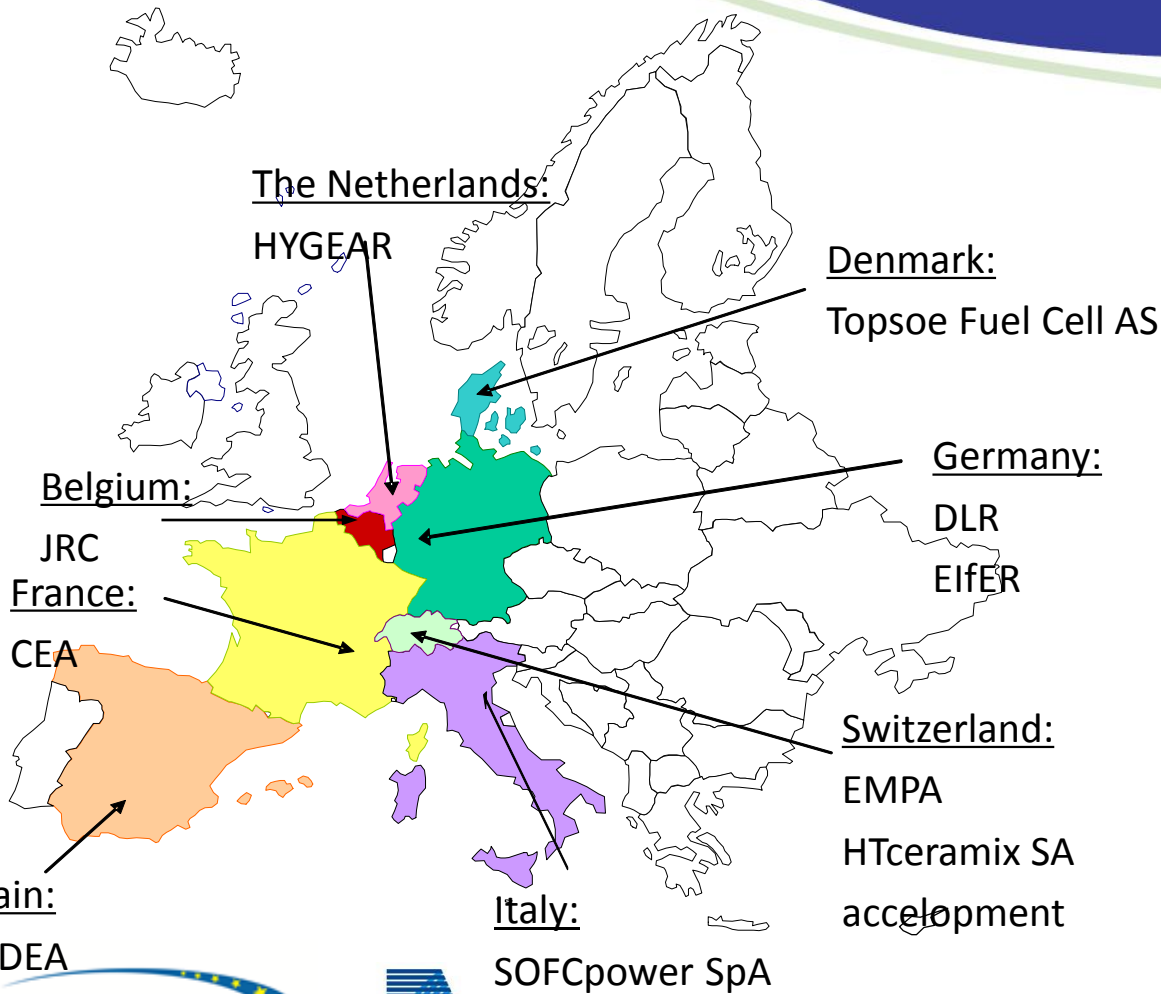 The Netherlands:
HYGEAR
Denmark:
Topsoe Fuel Cell AS
Germany:
DLR
EIfER
Belgium:
JRC
France:
CEA
Switzerland:
EMPA
HTceramix SA
accelopment
ain:
DEA
Italy:
SOFCpower SpA